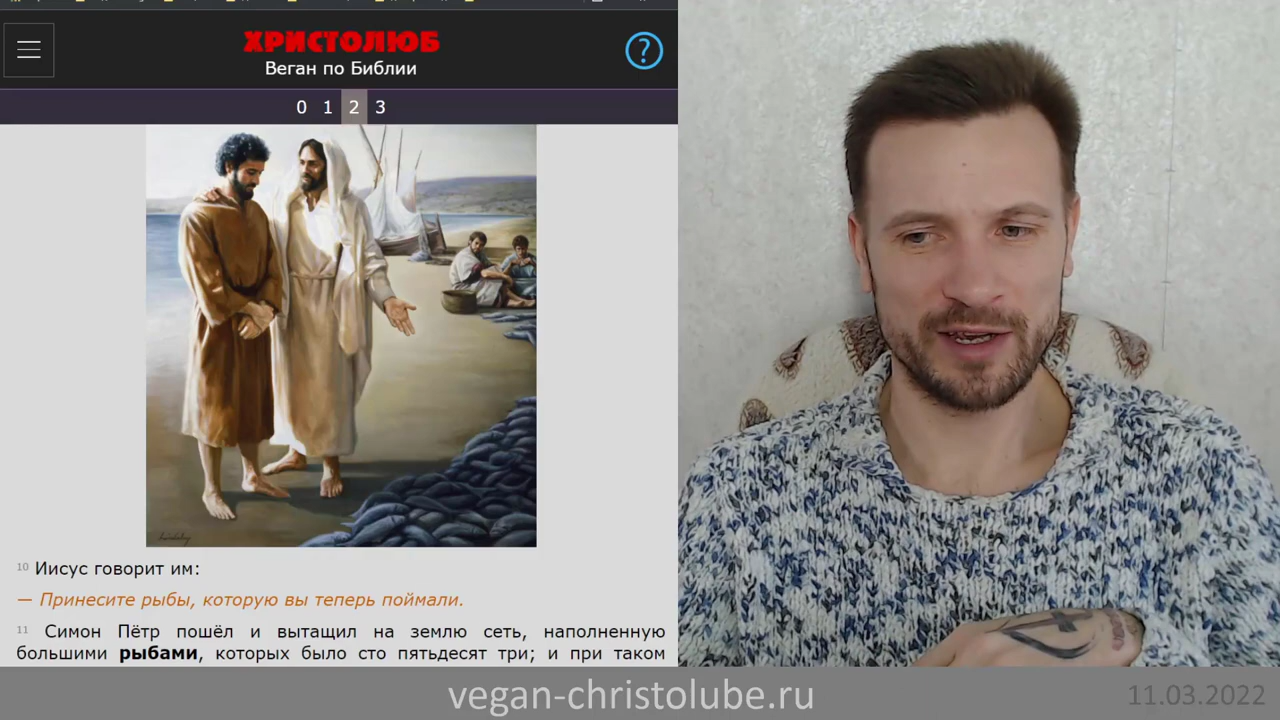 ХРИСТОЛЮБ
Веган по Библии
?
0 1 2 3
10 Иисус говорит им:
— Принесите рыбы, которую вы теперь поймали.
11 Симон Пётр пошёл и вытащил на землю сеть, наполненную
большими рыбами, которых было сто пятьдесят три; и при таком
vegan-christolube.ru
11.03.2022